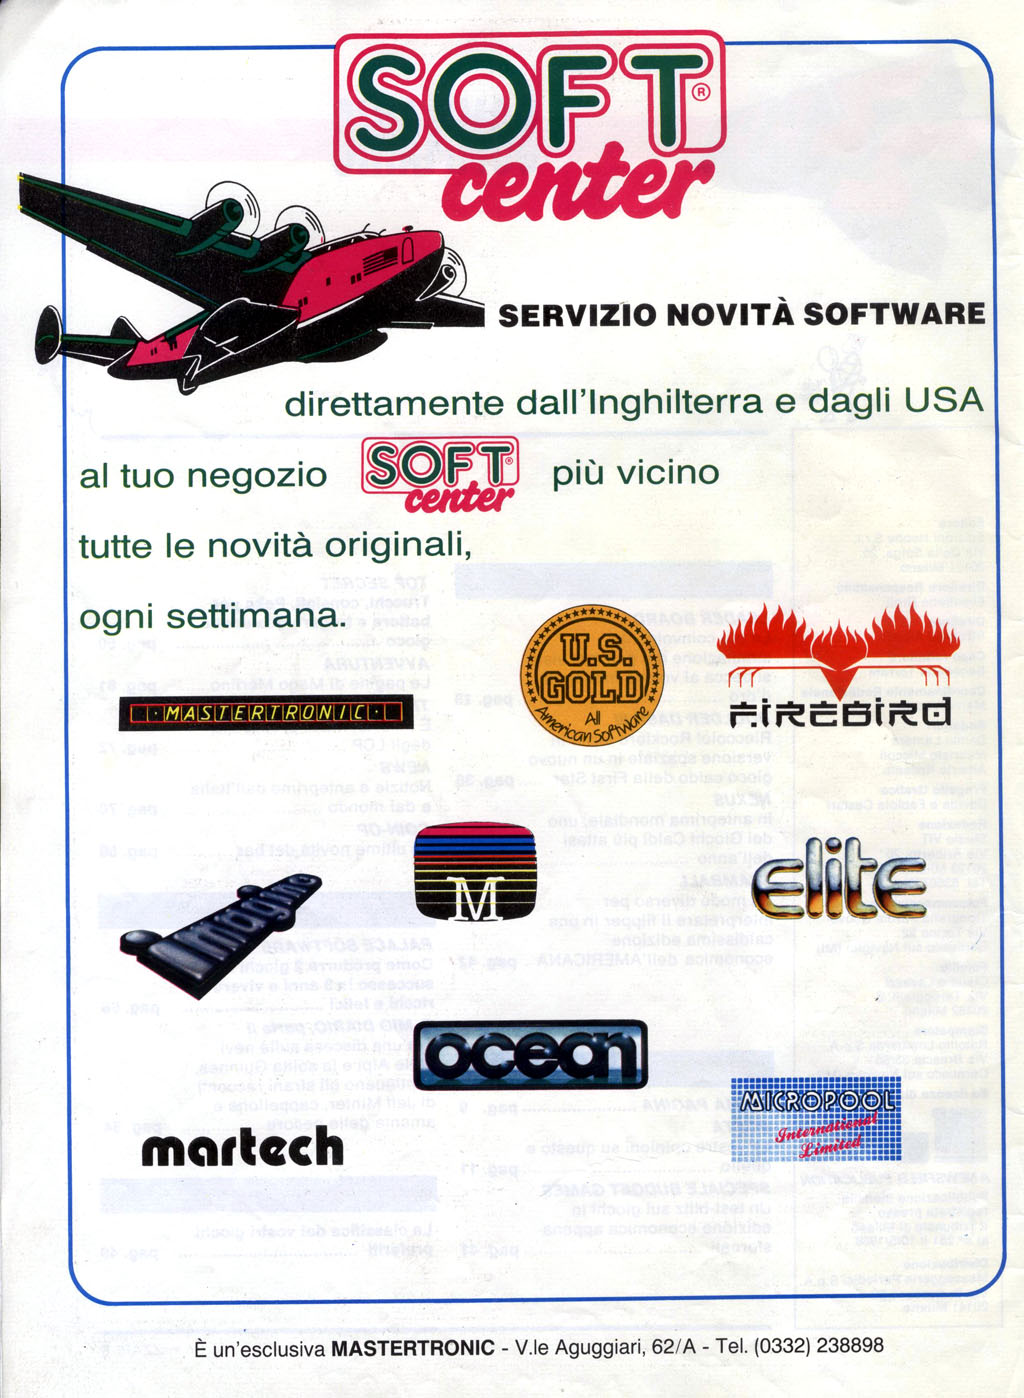 SOFT®
center
SERVIZIO NOVITÀ SOFTWARE
direttamente dall'Inghilterra e dagli USA
al tuo negozio SOFT® center più vicino
tutte le novità originali,
ogni settimana.
U.S.
GOLD
All
American Software
FIREBIRD
MASTERTRONIC
M
Imagine
elite
ocean
MICROPOOL
International
Limited
martech
È un'esclusiva MASTERTRONIC - V.le Aguggiari, 62/A - Tel. (0332) 238898